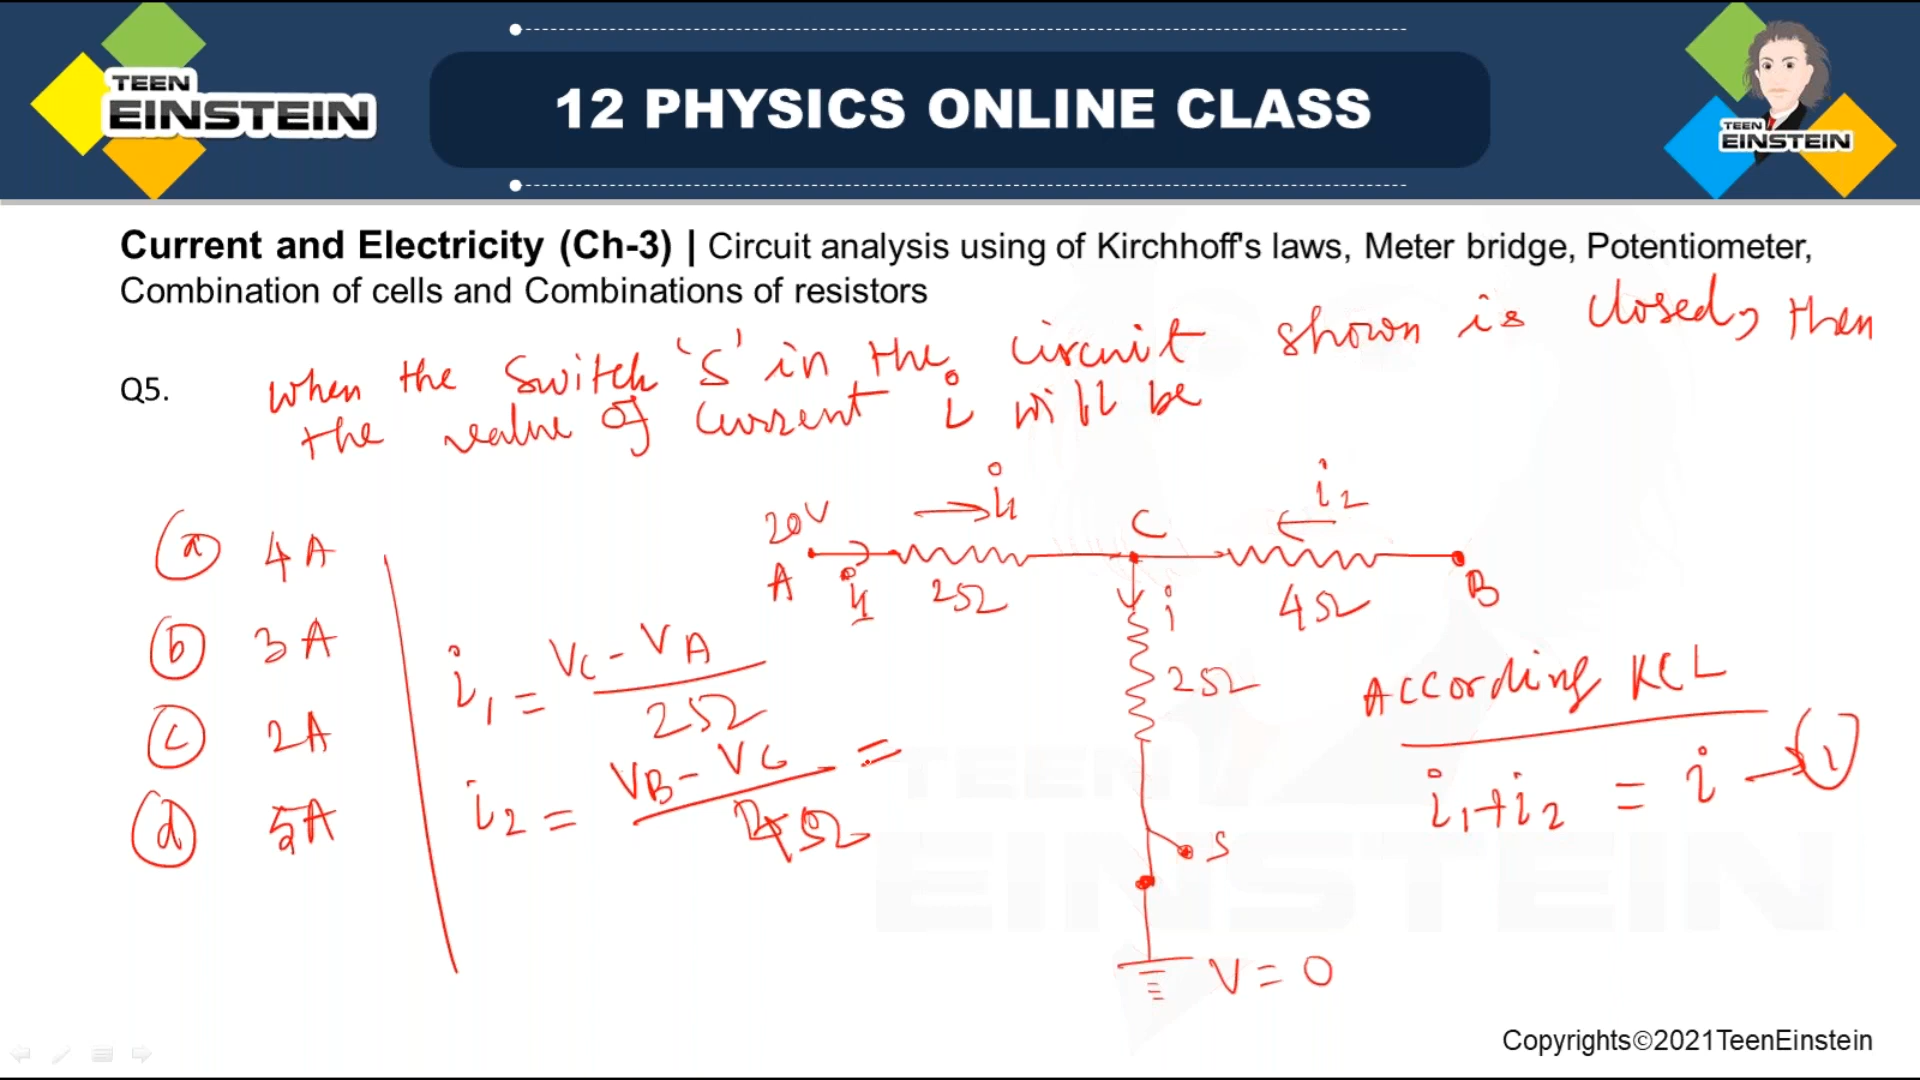 TEEN
EINSTEIN
12 PHYSICS ONLINE CLASS
TEEN
EINSTEIN
Current and Electricity (Ch-3) | Circuit analysis using of Kirchhoff's laws, Meter bridge, Potentiometer,
Combination of cells and Combinations of resistors
Q5.
when the switch 'S' in the circuit shown is closed, then
the value of current i will be
a 4A
b 3A
c 2A
d 5A
i₁ = VC - VA / 2Ω
i₂ = VB - VC / 4Ω =
20V
A
i₁
i₁
2Ω
C
i₂
4Ω
B
i
2Ω
S
V = 0
According KCL
i₁+i₂ = i → 1
TEEN
EINSTEIN
Copyrights©2021TeenEinstein